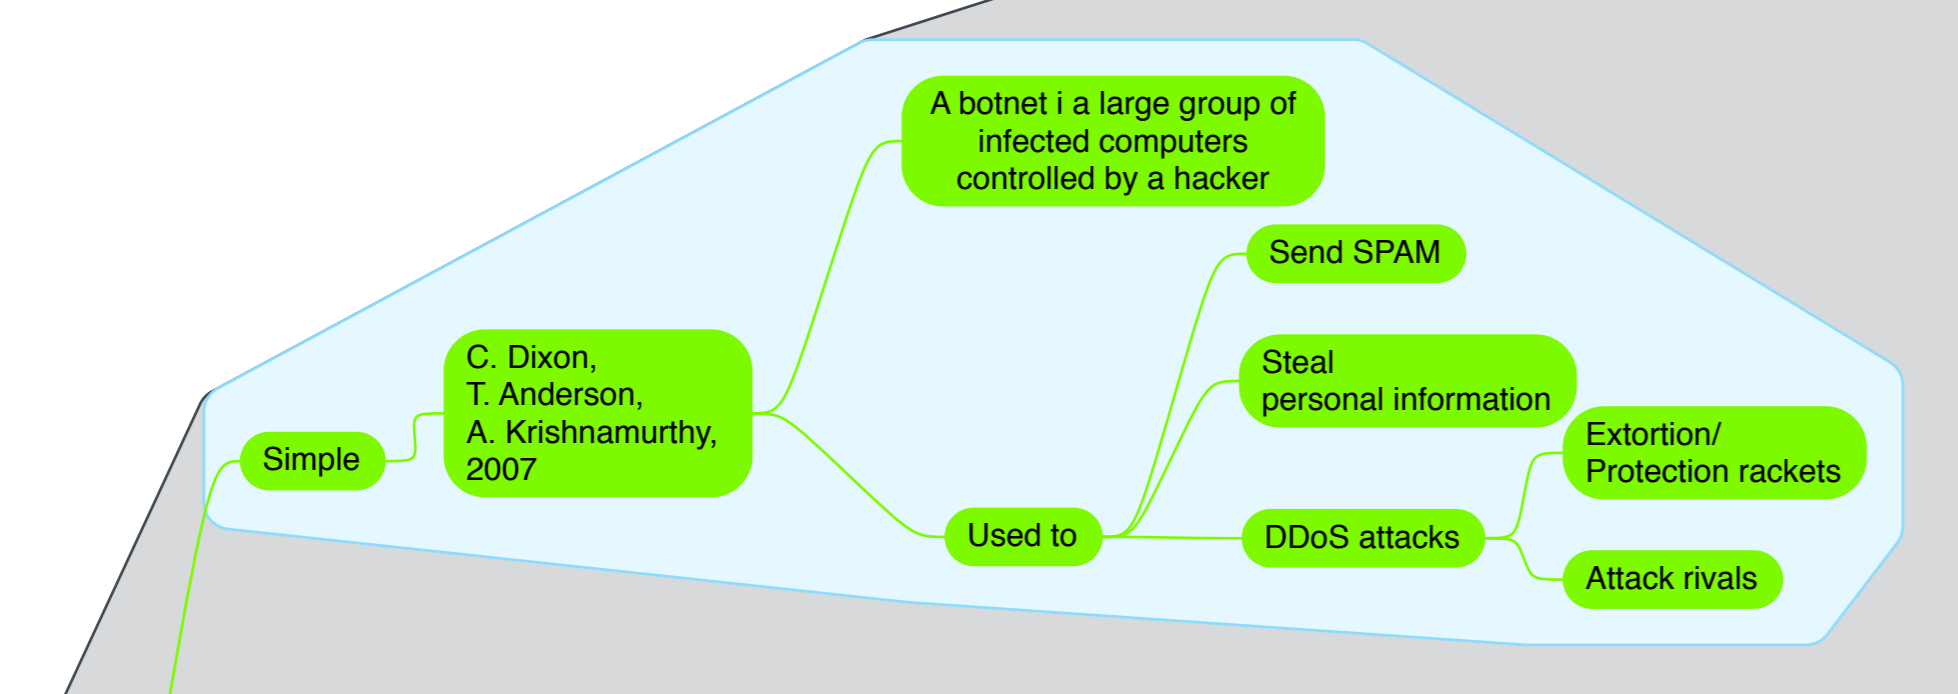 A botnet i a large group of
infected computers
controlled by a hacker
Send SPAM
C. Dixon,
T. Anderson,
A. Krishnamurthy,
2007
Steal
personal information
Simple
Extortion/
Protection rackets
Used to
DDoS attacks
Attack rivals